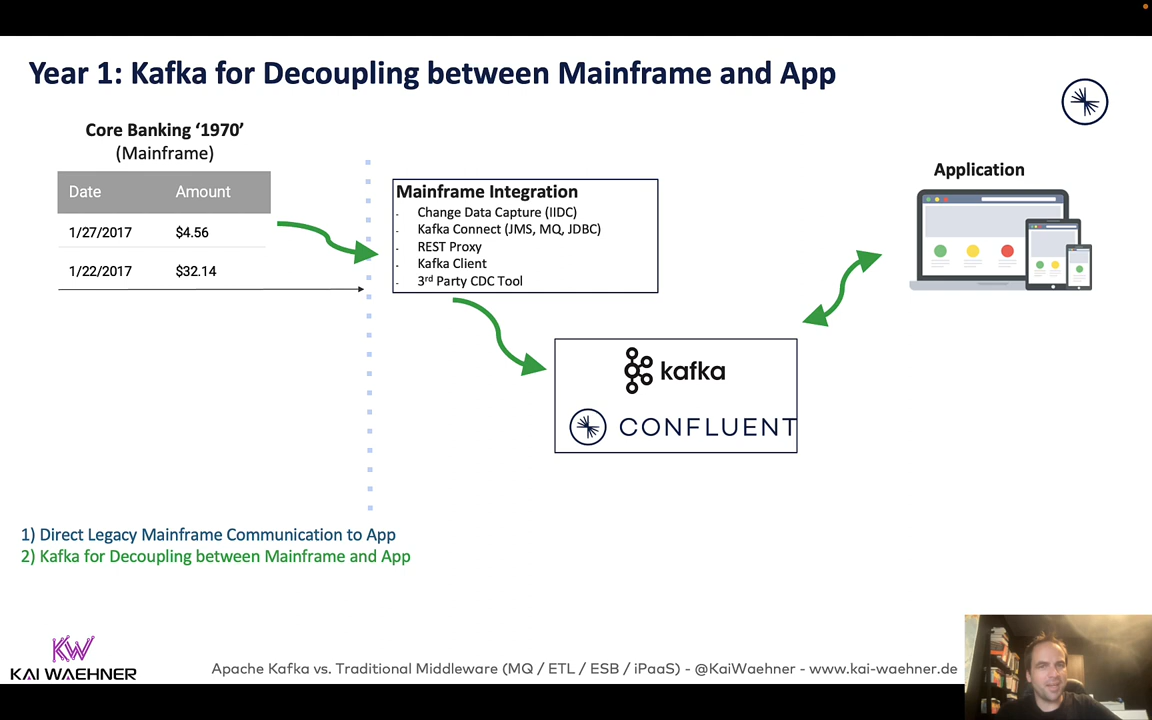 Year 1: Kafka for Decoupling between Mainframe and App
Core Banking ‘1970’
(Mainframe)
Date Amount
1/27/2017 $4.56
1/22/2017 $32.14
Mainframe Integration
- Change Data Capture (IIDC)
- Kafka Connect (JMS, MQ, JDBC)
- REST Proxy
- Kafka Client
- 3rd Party CDC Tool
Application
kafka
CONFLUENT
1) Direct Legacy Mainframe Communication to App
2) Kafka for Decoupling between Mainframe and App
KW
KAI WAEHNER
Apache Kafka vs. Traditional Middleware (MQ / ETL / ESB / iPaaS) - @KaiWaehner - www.kai-waehner.de